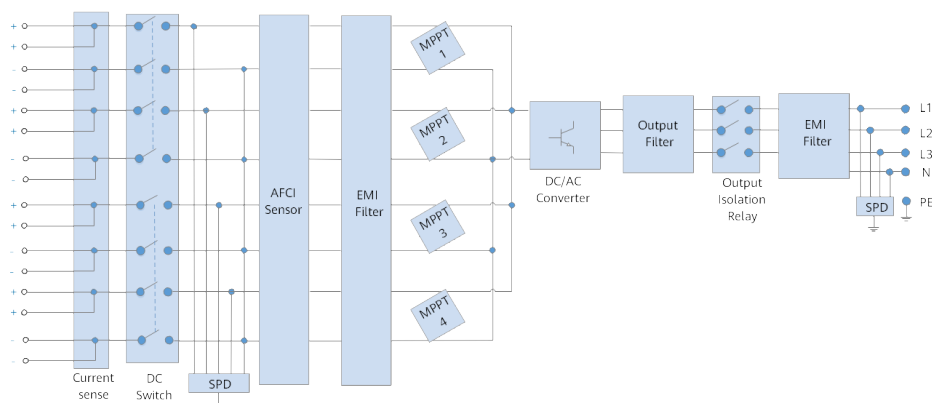 +
+
-
-
+
+
-
-
+
+
-
-
+
+
-
-
Current
sense
DC
Switch
SPD
AFCI
Sensor
EMI
Filter
MPPT
1
MPPT
2
MPPT
3
MPPT
4
DC/AC
Converter
Output
Filter
Output
Isolation
Relay
EMI
Filter
SPD
L1
L2
L3
N
PE